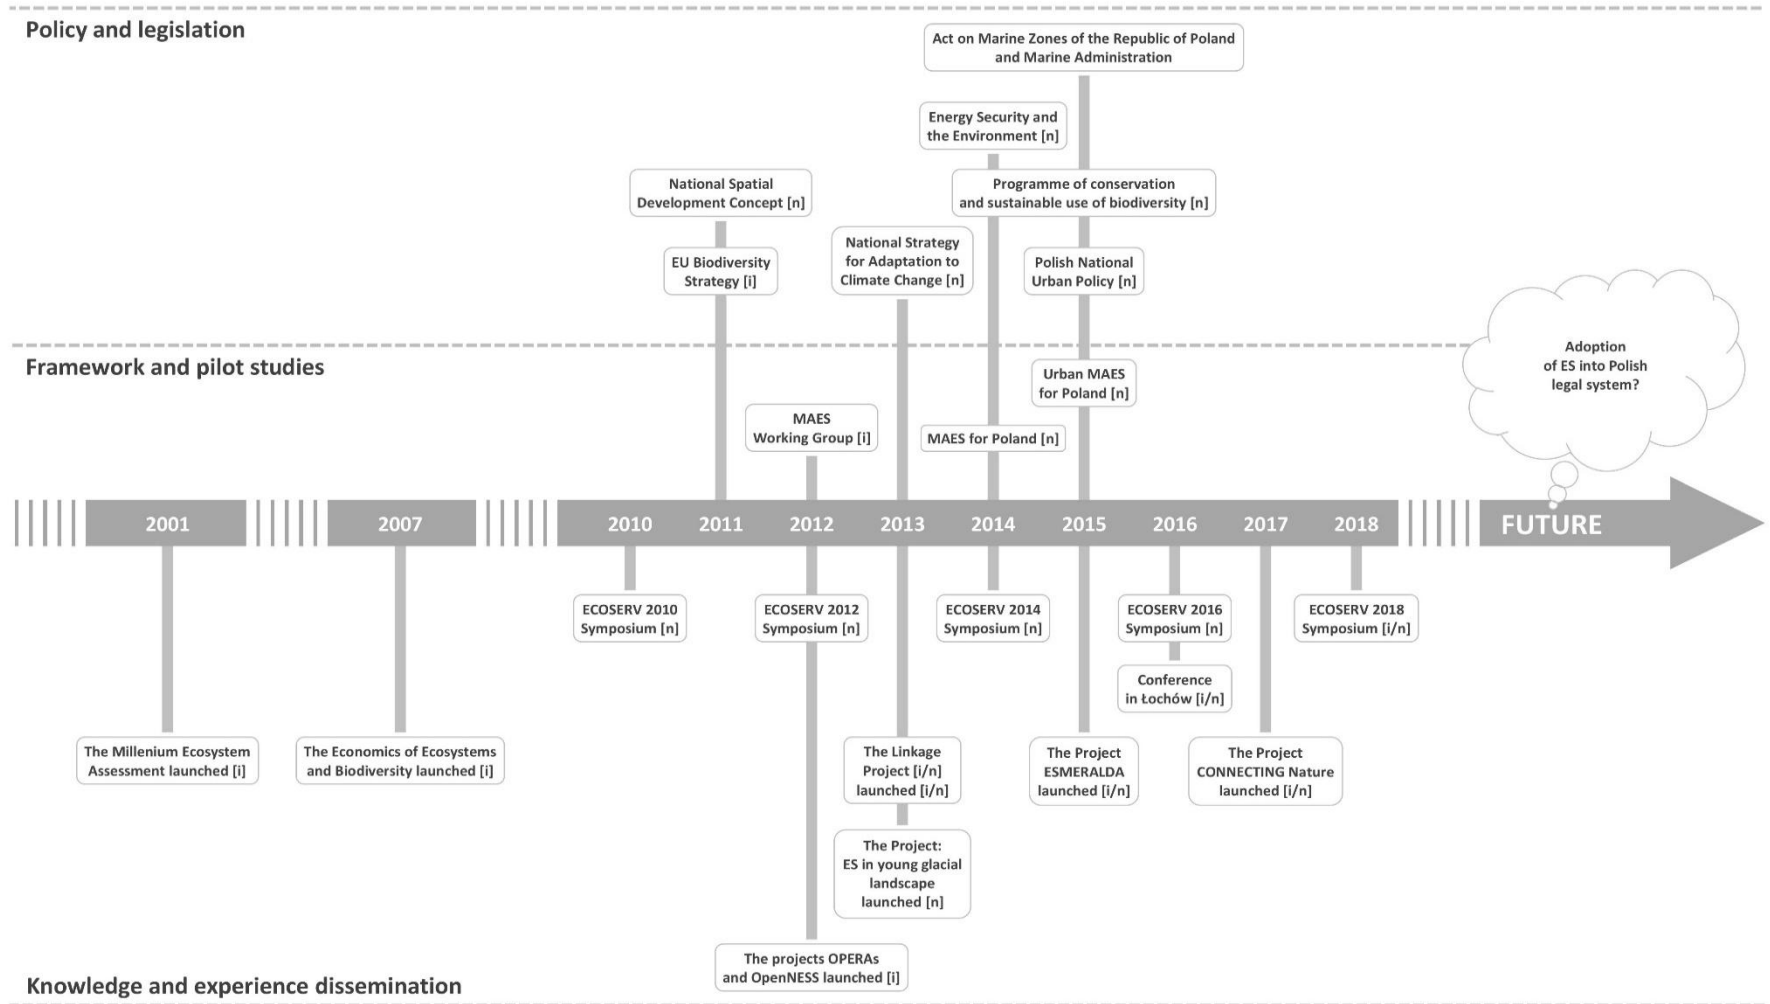 Policy and legislation
Act on Marine Zones of the Republic of Poland
and Marine Administration
Energy Security and
the Environment [n]
National Spatial
Development Concept [n]
Programme of conservation
and sustainable use of biodiversity [n]
National Strategy
for Adaptation to
Climate Change [n]
EU Biodiversity
Strategy [i]
Polish National
Urban Policy [n]
Framework and pilot studies
Adoption
of ES into Polish
legal system?
Urban MAES
for Poland [n]
MAES
Working Group [i]
MAES for Poland [n]
2001
2007
2010
2011
2012
2013
2014
2015
2016
2017
2018
FUTURE
ECOSERV 2010
Symposium [n]
ECOSERV 2012
Symposium [n]
ECOSERV 2014
Symposium [n]
ECOSERV 2016
Symposium [n]
ECOSERV 2018
Symposium [i/n]
Conference
in Łochów [i/n]
The Millenium Ecosystem
Assessment launched [i]
The Economics of Ecosystems
and Biodiversity launched [i]
The Linkage
Project [i/n]
launched [i/n]
The Project
ESMERALDA
launched [i/n]
The Project
CONNECTING Nature
launched [i/n]
The Project:
ES in young glacial
landscape
launched [n]
The projects OPERAs
and OpenNESS launched [i]
Knowledge and experience dissemination